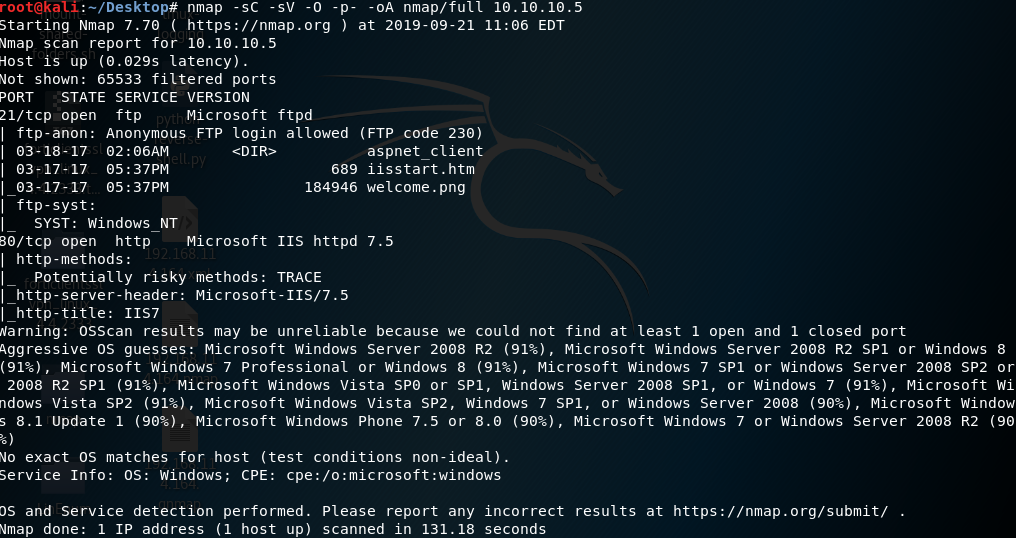 root@kali:~/Desktop# nmap -sC -sV -O -p- -oA nmap/full 10.10.10.5
Starting Nmap 7.70 ( https://nmap.org ) at 2019-09-21 11:06 EDT
Nmap scan report for 10.10.10.5
Host is up (0.029s latency).
Not shown: 65533 filtered ports
PORT   STATE SERVICE VERSION
21/tcp open  ftp     Microsoft ftpd
| ftp-anon: Anonymous FTP login allowed (FTP code 230)
| 03-18-17  02:06AM       <DIR>          aspnet_client
| 03-17-17  05:37PM                  689 iisstart.htm
|_03-17-17  05:37PM               184946 welcome.png
| ftp-syst:
|_  SYST: Windows_NT
80/tcp open  http    Microsoft IIS httpd 7.5
| http-methods:
|_  Potentially risky methods: TRACE
|_http-server-header: Microsoft-IIS/7.5
|_http-title: IIS7
Warning: OSScan results may be unreliable because we could not find at least 1 open and 1 closed port
Aggressive OS guesses: Microsoft Windows Server 2008 R2 (91%), Microsoft Windows Server 2008 R2 SP1 or Windows 8
(91%), Microsoft Windows 7 Professional or Windows 8 (91%), Microsoft Windows 7 SP1 or Windows Server 2008 SP2 or
 2008 R2 SP1 (91%), Microsoft Windows Vista SP0 or SP1, Windows Server 2008 SP1, or Windows 7 (91%), Microsoft Wi
ndows Vista SP2 (91%), Microsoft Windows Vista SP2, Windows 7 SP1, or Windows Server 2008 (90%), Microsoft Window
s 8.1 Update 1 (90%), Microsoft Windows Phone 7.5 or 8.0 (90%), Microsoft Windows 7 or Windows Server 2008 R2 (90
%)
No exact OS matches for host (test conditions non-ideal).
Service Info: OS: Windows; CPE: cpe:/o:microsoft:windows

OS and Service detection performed. Please report any incorrect results at https://nmap.org/submit/ .
Nmap done: 1 IP address (1 host up) scanned in 131.18 seconds